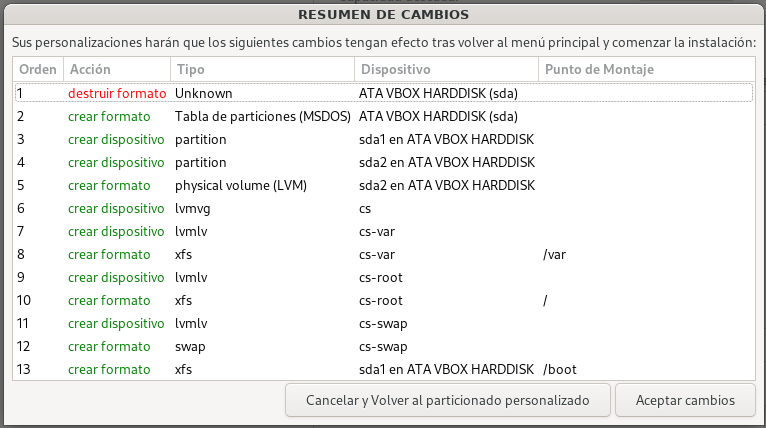 RESUMEN DE CAMBIOS
Sus personalizaciones harán que los siguientes cambios tengan efecto tras volver al menú principal y comenzar la instalación:
Orden Acción Tipo Dispositivo Punto de Montaje
1 destruir formato Unknown ATA VBOX HARDDISK (sda)
2 crear formato Tabla de particiones (MSDOS) ATA VBOX HARDDISK (sda)
3 crear dispositivo partition sda1 en ATA VBOX HARDDISK
4 crear dispositivo partition sda2 en ATA VBOX HARDDISK
5 crear formato physical volume (LVM) sda2 en ATA VBOX HARDDISK
6 crear dispositivo lvmvg cs
7 crear dispositivo lvmlv cs-var
8 crear formato xfs cs-var /var
9 crear dispositivo lvmlv cs-root
10 crear formato xfs cs-root /
11 crear dispositivo lvmlv cs-swap
12 crear formato swap cs-swap
13 crear formato xfs sda1 en ATA VBOX HARDDISK /boot
Cancelar y Volver al particionado personalizado Aceptar cambios